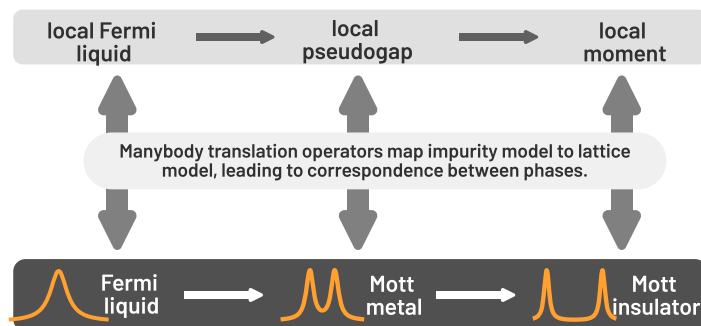 local Fermi
liquid
local
pseudogap
local
moment
Manybody translation operators map impurity model to lattice
model, leading to correspondence between phases.
Fermi
liquid
Mott
metal
Mott
insulator